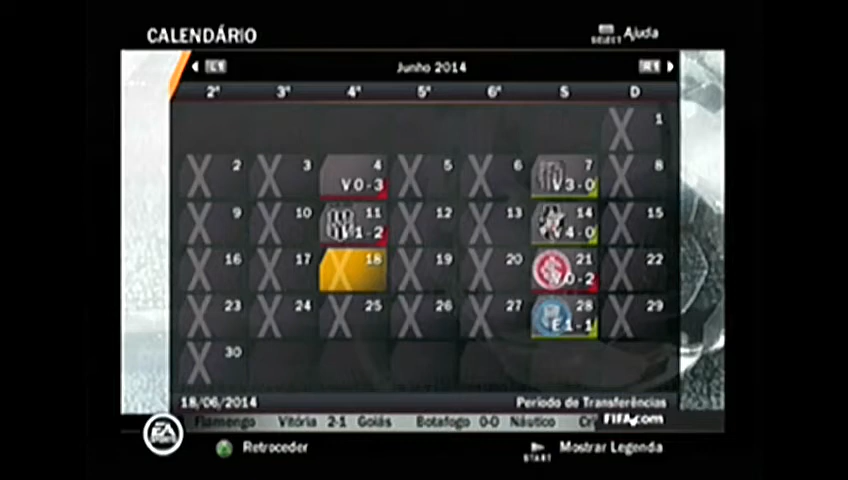 CALENDÁRIO
SELECT Ajuda
L1 Junho 2014 R1
2ª 3ª 4ª 5ª 6ª S D
1
2 3 4 5 6 7 8
V 0-3 V 3-0
9 10 11 12 13 14 15
V 1-2 V 4-0
16 17 18 19 20 21 22
V 0-2
23 24 25 26 27 28 29
E 1-1
30
18/06/2014 Período de Transferências
Flamengo Vitória 2-1 Goiás Botafogo 0-0 Náutico FIFA.com
EA SPORTS
Retroceder START Mostrar Legenda